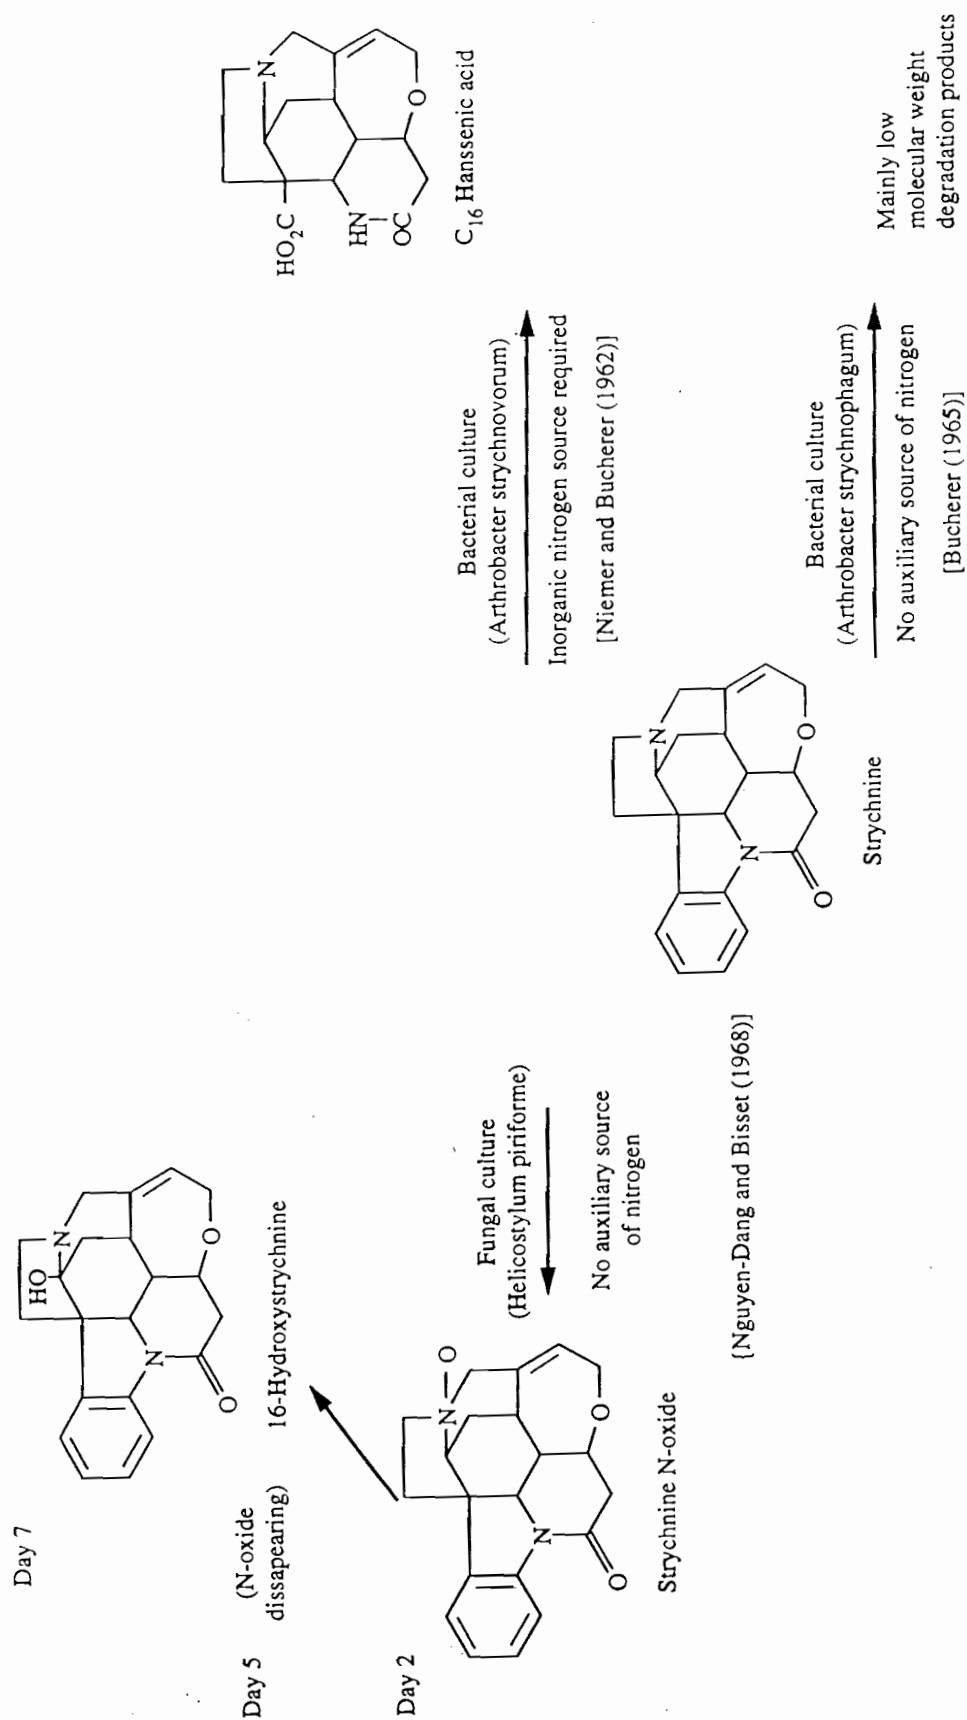 Day 7
HO
N
N
O
O
16-Hydroxystrychnine
Day 5
(N-oxide
dissapearing)
Day 2
N
O
N
O
O
Strychnine N-oxide
Fungal culture
(Helicostylum piriforme)
No auxiliary source
of nitrogen
{Nguyen-Dang and Bisset (1968)]
N
N
O
O
Strychnine
Bacterial culture
(Arthrobacter strychnovorum)
Inorganic nitrogen source required
[Niemer and Bucherer (1962)]
N
HO₂C
HN
OC
O
C₁₆ Hanssenic acid
Bacterial culture
(Arthrobacter strychnophagum)
No auxiliary source of nitrogen
[Bucherer (1965)]
Mainly low
molecular weight
degradation products